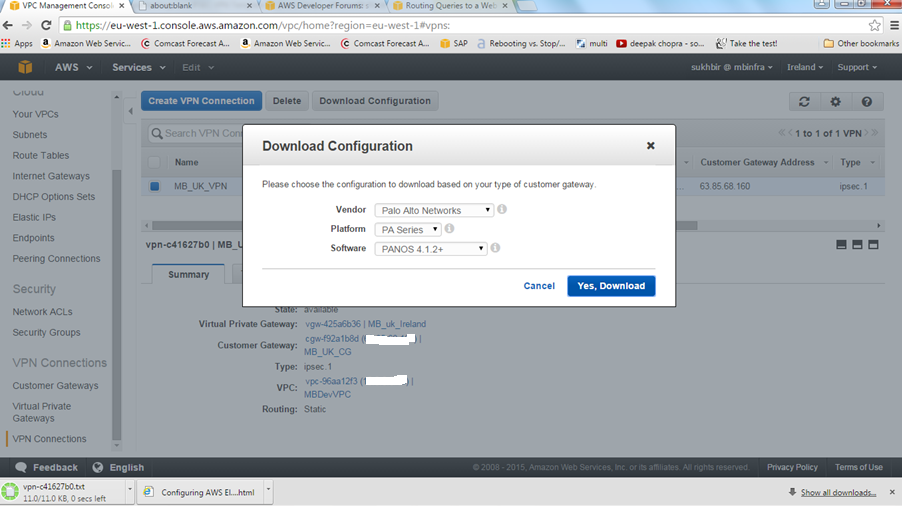 VPC Management Conso
about:blank
AWS Developer Forums: s
Routing Queries to a Web
https://eu-west-1.console.aws.amazon.com/vpc/home?region=eu-west-1#vpns:
Apps
Amazon Web Servic...
Comcast Forecast A...
Amazon Web Servic...
Comcast Forecast A...
SAP
Rebooting vs. Stop/...
multi
deepak chopra - so...
Take the test!
Other bookmarks
AWS
Services
Edit
sukhbir @ mbinfra
Ireland
Support
Cloud
Your VPCs
Subnets
Route Tables
Internet Gateways
DHCP Options Sets
Elastic IPs
Endpoints
Peering Connections
Security
Network ACLs
Security Groups
VPN Connections
Customer Gateways
Virtual Private
Gateways
VPN Connections
Create VPN Connection
Delete
Download Configuration
Search VPN Con
1 to 1 of 1 VPN
Name
Customer Gateway Address
Type
MB_UK_VPN
63.85.68.160
ipsec.1
Download Configuration
Please choose the configuration to download based on your type of customer gateway.
Vendor
Palo Alto Networks
Platform
PA Series
Software
PANOS 4.1.2+
Cancel
Yes, Download
vpn-c41627b0 | MB_U
Summary
State: available
Virtual Private Gateway: vgw-425a6b36 | MB_uk_Ireland
Customer Gateway: cgw-f92a1b8d ( ) |
MB_UK_CG
Type: ipsec.1
VPC: vpc-96aa12f3 (1 ) |
MBDevVPC
Routing: Static
Feedback
English
© 2008 - 2015, Amazon Web Services, Inc. or its affiliates. All rights reserved.
Privacy Policy
Terms of Use
vpn-c41627b0.txt
11.0/11.0 KB, 0 secs left
Configuring AWS El....html
Show all downloads...